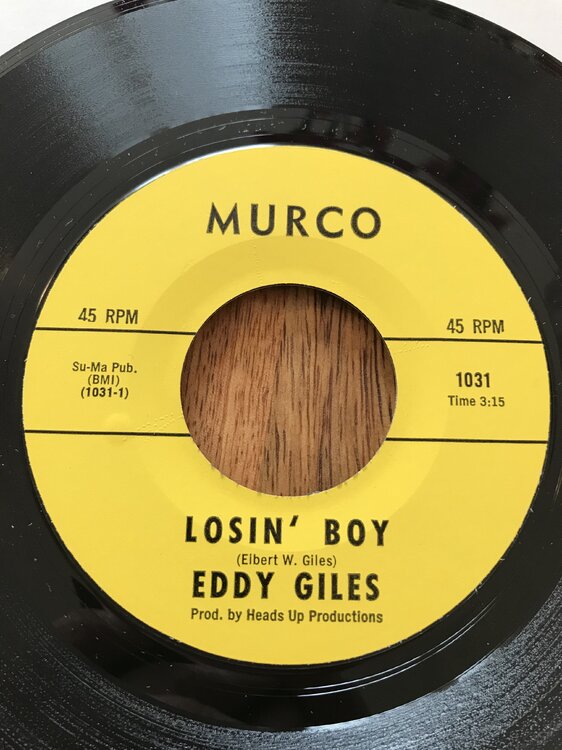 MURCO
45 RPM
45 RPM
Su-Ma Pub.
(BMI)
(1031-1)
1031
Time 3:15
LOSIN' BOY
(Elbert W. Giles)
EDDY GILES
Prod. by Heads Up Productions